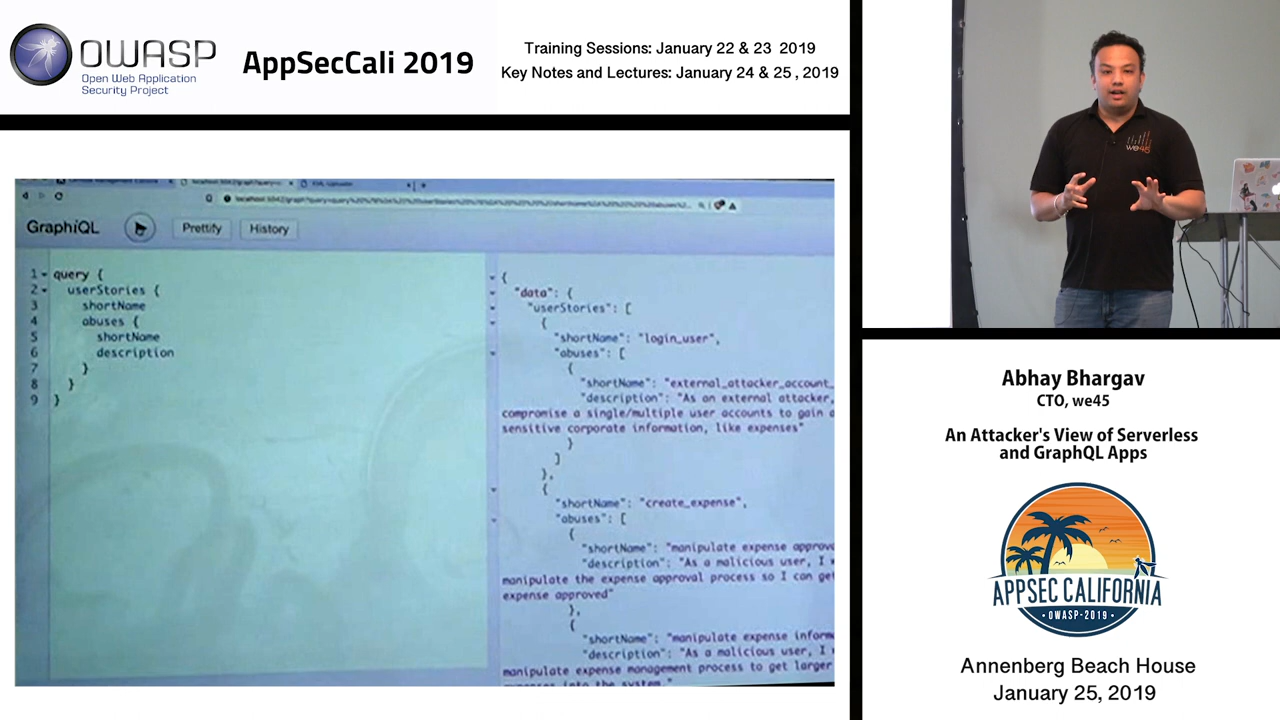 OWASP
Open Web Application
Security Project
AppSecCali 2019
Training Sessions: January 22 & 23 2019
Key Notes and Lectures: January 24 & 25 , 2019
GraphiQL
Prettify
History
1 query {
2 userStories {
3 shortName
4 abuses {
5 shortName
6 description
7 }
8 }
9 }
{
"data": {
"userStories": [
{
"shortName": "login_user",
"abuses": [
{
"shortName": "external_attacker_account_
"description": "As an external attacker,
compromise a single/multiple user accounts to gain a
sensitive corporate information, like expenses"
}
]
},
{
"shortName": "create_expense",
"abuses": [
{
"shortName": "manipulate expense
"description": "As a malicious user, I
manipulate the expense approval process so I can get
expense approved"
},
{
"shortName": "manipulate expense
"description": "As a malicious user, I
manipulate expense management process to get larger
expenses into the system."
we45
Abhay Bhargav
CTO, we45
An Attacker's View of Serverless
and GraphQL Apps
APPSEC CALIFORNIA
• OWASP-2019 •
Annenberg Beach House
January 25, 2019